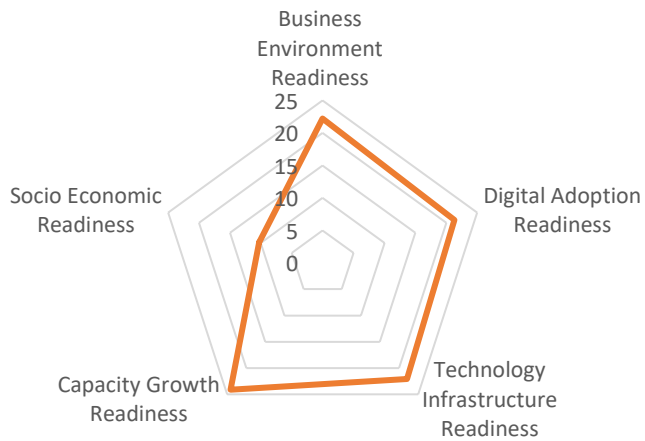 Business
Environment
Readiness
25
20
15
10
5
0
Socio Economic
Readiness
Digital Adoption
Readiness
Capacity Growth
Readiness
Technology
Infrastructure
Readiness